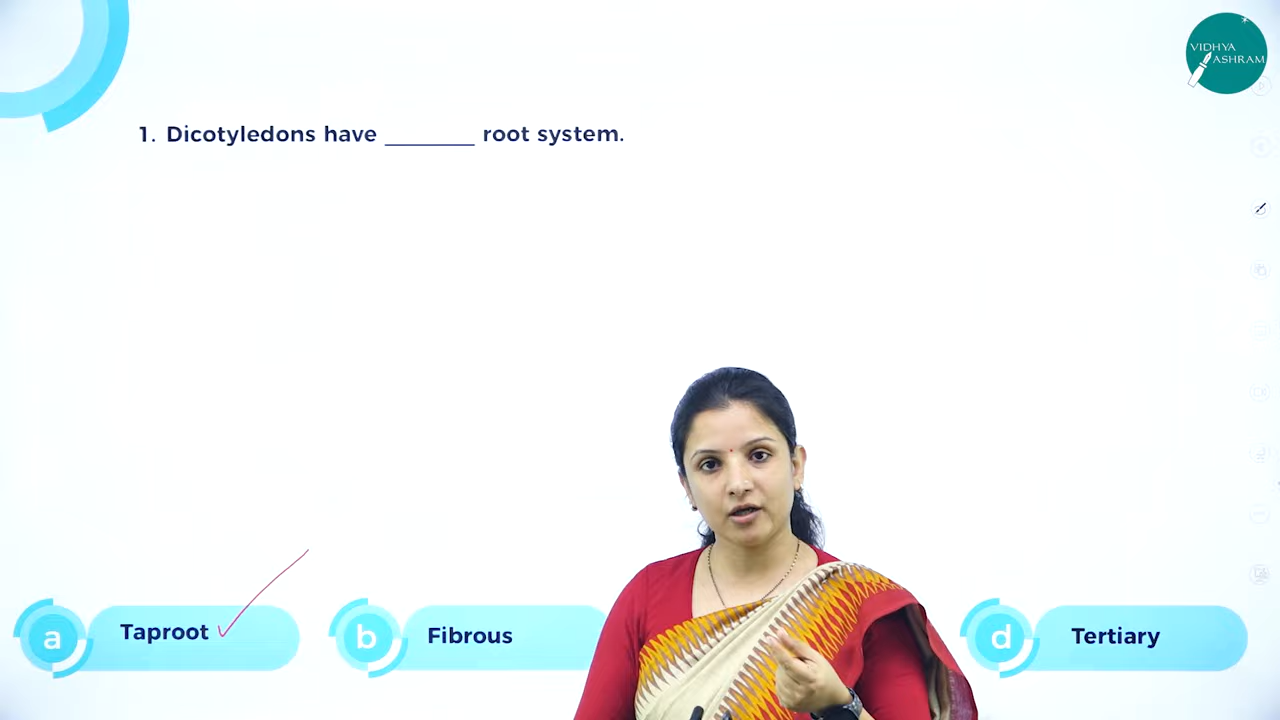 VIDHYA
ASHRAM
1. Dicotyledons have ________ root system.
a Taproot
b Fibrous
d Tertiary